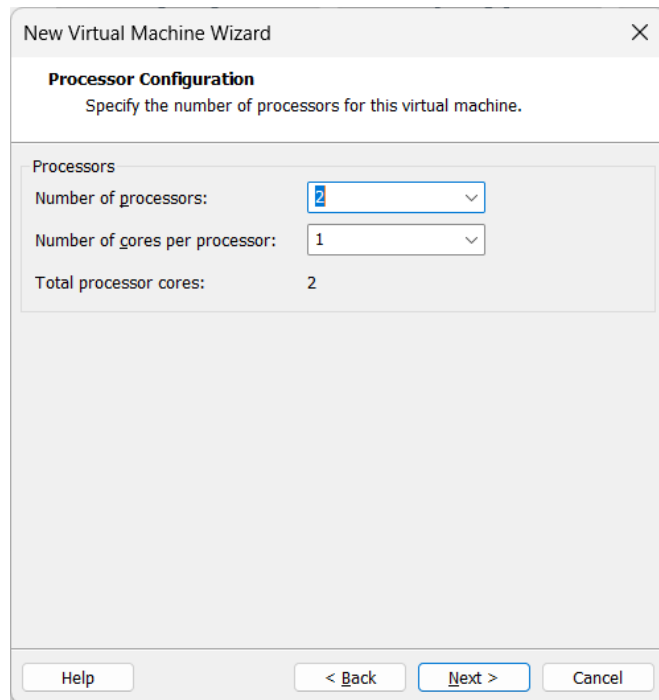 New Virtual Machine Wizard
Processor Configuration
Specify the number of processors for this virtual machine.
Processors
Number of processors: 2
Number of cores per processor: 1
Total processor cores: 2
Help < Back Next > Cancel